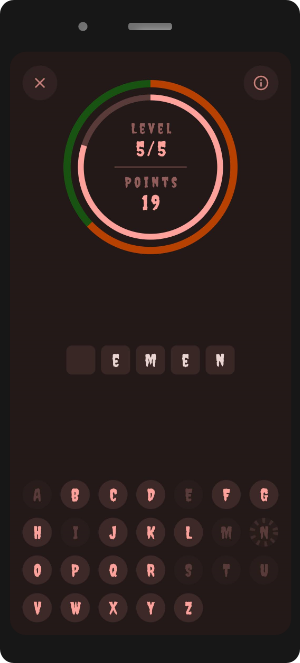 LEVEL
5/5
POINTS
19
E M E N
A B C D E F G
H I J K L M N
O P Q R S T U
V W X Y Z